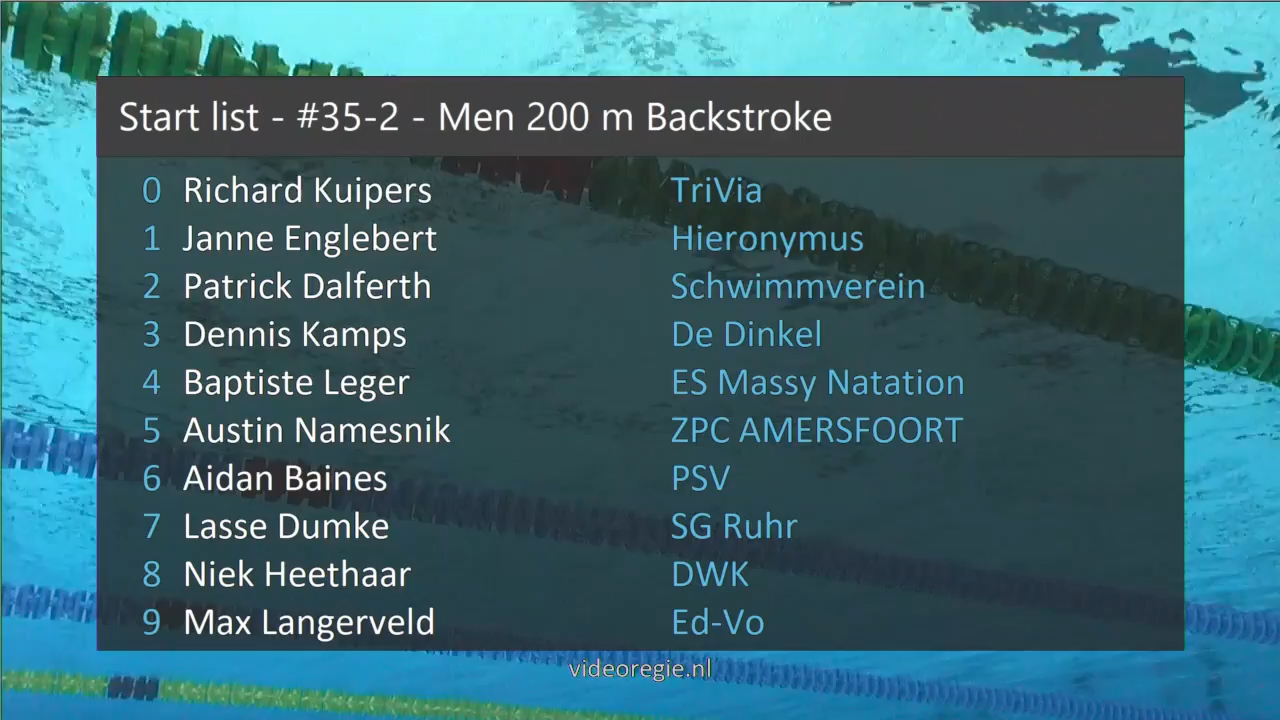 Start list - #35-2 - Men 200 m Backstroke
0 Richard Kuipers TriVia
1 Janne Englebert Hieronymus
2 Patrick Dalferth Schwimmverein
3 Dennis Kamps De Dinkel
4 Baptiste Leger ES Massy Natation
5 Austin Namesnik ZPC AMERSFOORT
6 Aidan Baines PSV
7 Lasse Dumke SG Ruhr
8 Niek Heethaar DWK
9 Max Langerveld Ed-Vo
videoregie.nl